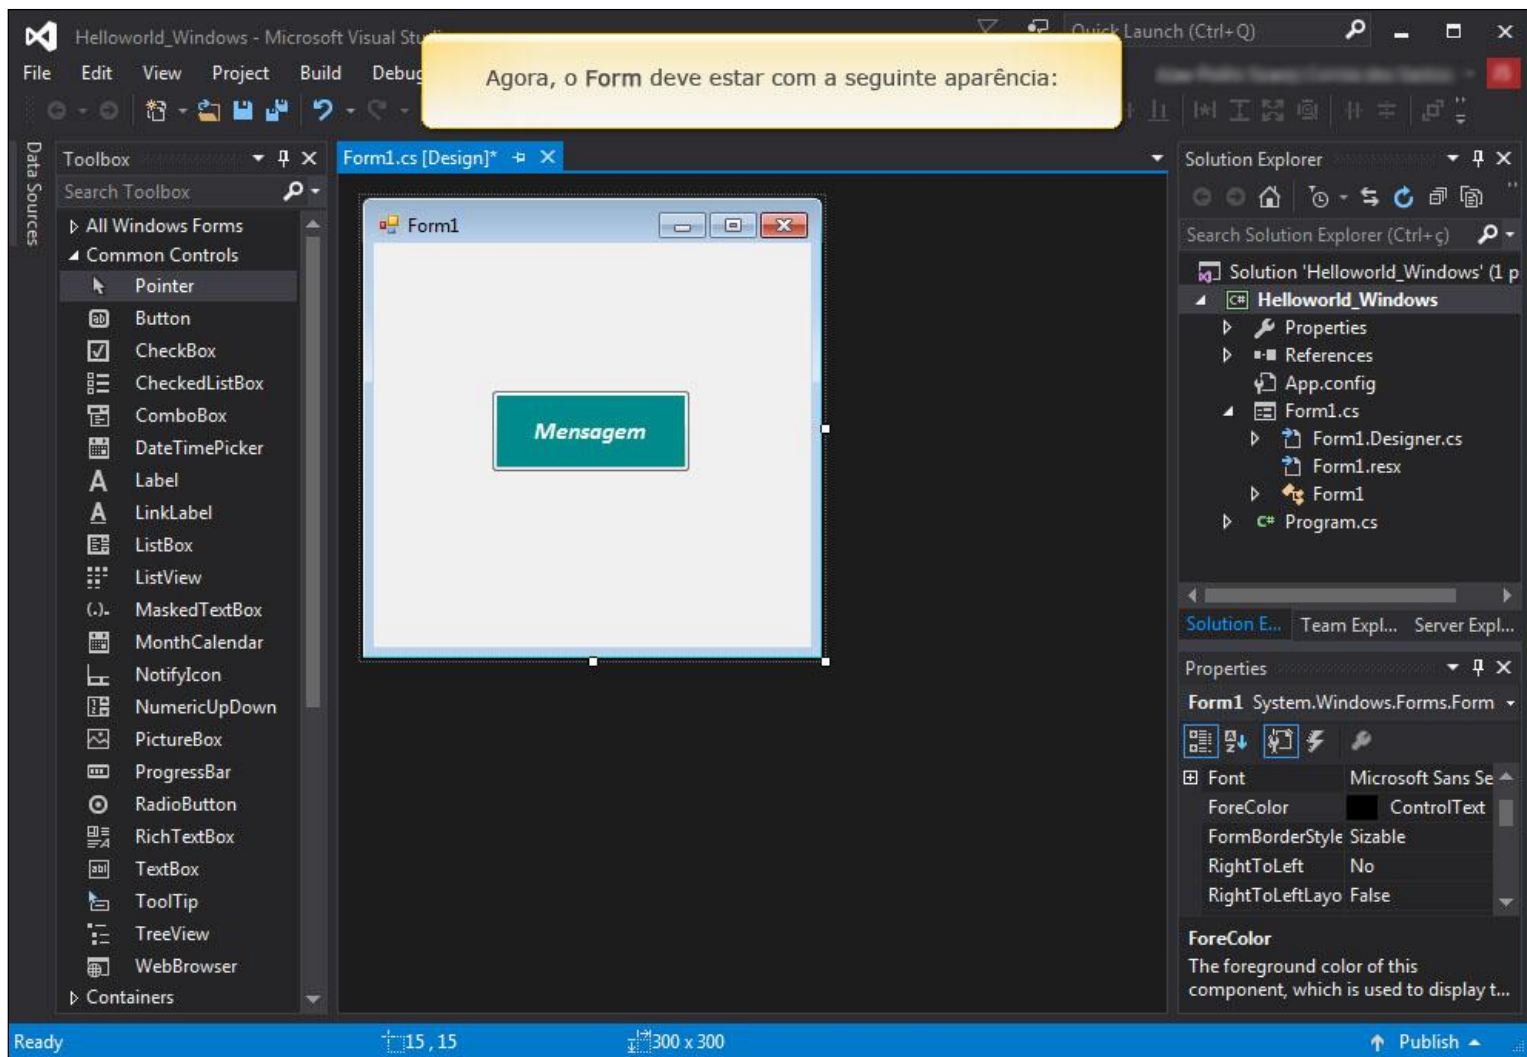 Helloworld_Windows - Microsoft Visual Stu
Quick Launch (Ctrl+Q)
File Edit View Project Build Debug
Agora, o Form deve estar com a seguinte aparência:
Data Sources
Toolbox
Search Toolbox
All Windows Forms
Common Controls
Pointer
Button
CheckBox
CheckedListBox
ComboBox
DateTimePicker
Label
LinkLabel
ListBox
ListView
MaskedTextBox
MonthCalendar
NotifyIcon
NumericUpDown
PictureBox
ProgressBar
RadioButton
RichTextBox
TextBox
ToolTip
TreeView
WebBrowser
Containers
Form1.cs [Design]*
Form1
Mensagem
Solution Explorer
Search Solution Explorer (Ctrl+ç)
Solution 'Helloworld_Windows' (1 p
Helloworld_Windows
Properties
References
App.config
Form1.cs
Form1.Designer.cs
Form1.resx
Form1
Program.cs
Solution E... Team Expl... Server Expl...
Properties
Form1 System.Windows.Forms.Form
Font Microsoft Sans Se
ForeColor ControlText
FormBorderStyle Sizable
RightToLeft No
RightToLeftLayo False
ForeColor
The foreground color of this
component, which is used to display t...
Ready 15 , 15 300 x 300 Publish